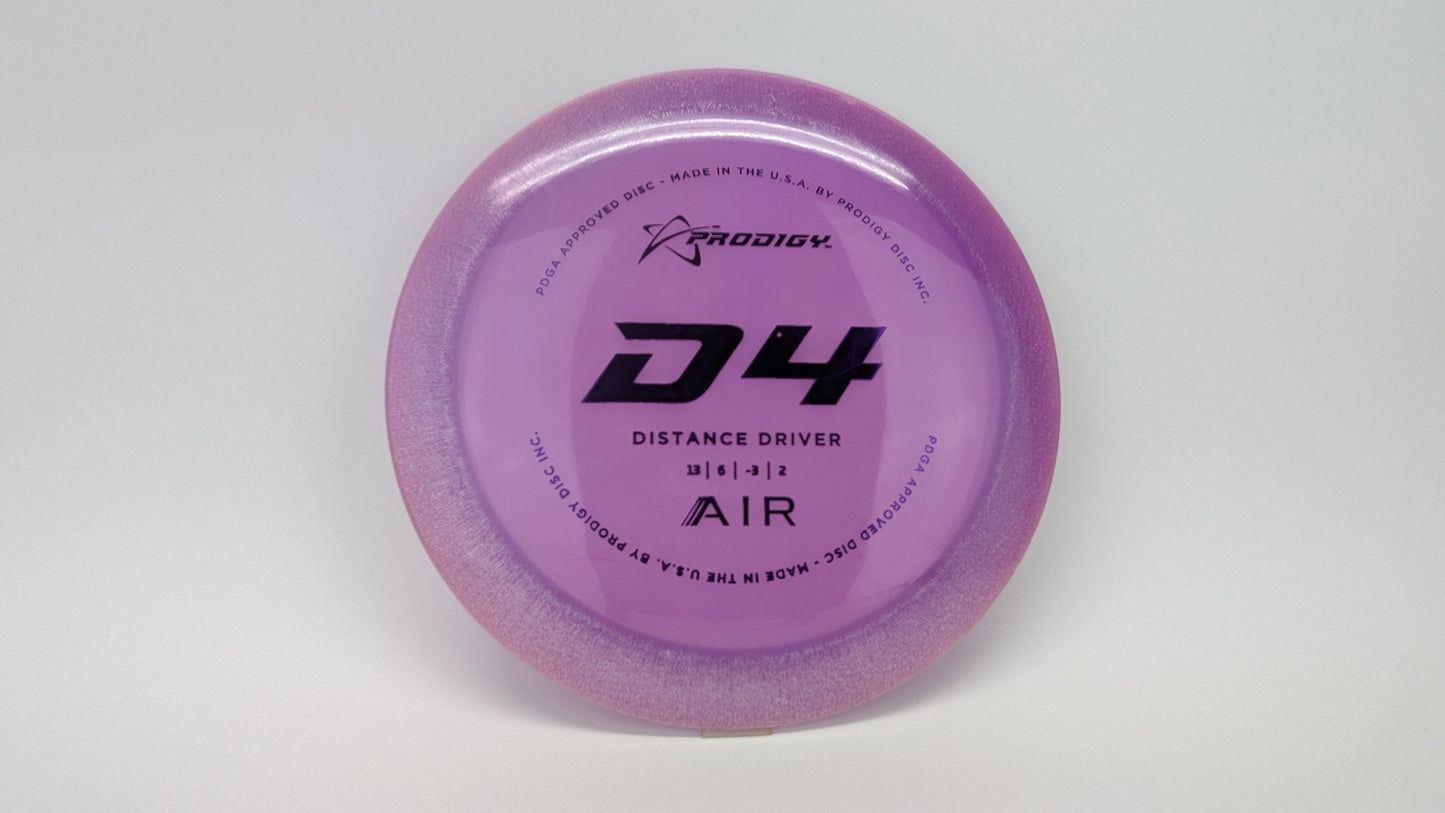 PDGA APPROVED DISC - MADE IN THE U.S.A. BY PRODIGY DISC INC.
PRODIGY™
D4
DISTANCE DRIVER
13 | 6 | -3 | 2
AIR
PDGA APPROVED DISC - MADE IN THE U.S.A. BY PRODIGY DISC INC.